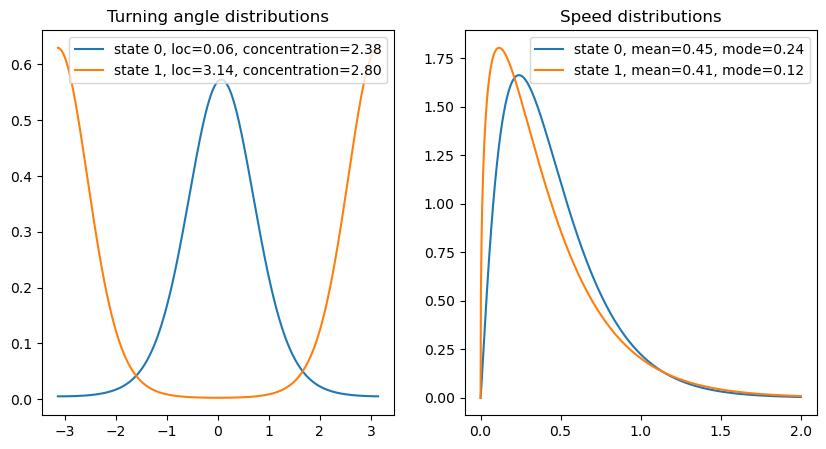 Turning angle distributions
state 0, loc=0.06, concentration=2.38
state 1, loc=3.14, concentration=2.80
0.6
0.5
0.4
0.3
0.2
0.1
0.0
−3 −2 −1 0 1 2 3
Speed distributions
state 0, mean=0.45, mode=0.24
state 1, mean=0.41, mode=0.12
1.75
1.50
1.25
1.00
0.75
0.50
0.25
0.00
0.0 0.5 1.0 1.5 2.0